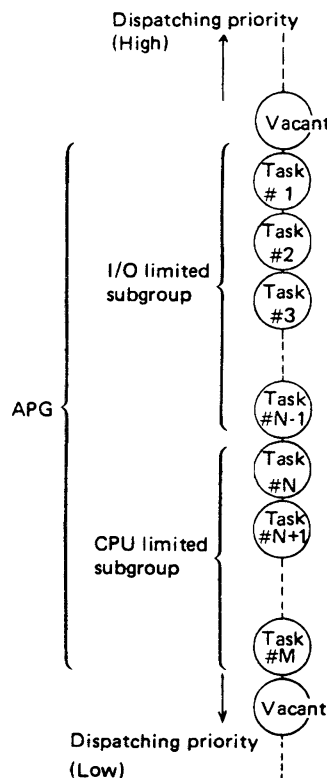 Dispatching priority
(High)
Vacant
Task
# 1
Task
#2
Task
#3
I/O limited
subgroup
APG
Task
#N-1
Task
#N
Task
#N+1
CPU limited
subgroup
Task
#M
Vacant
Dispatching priority
(Low)